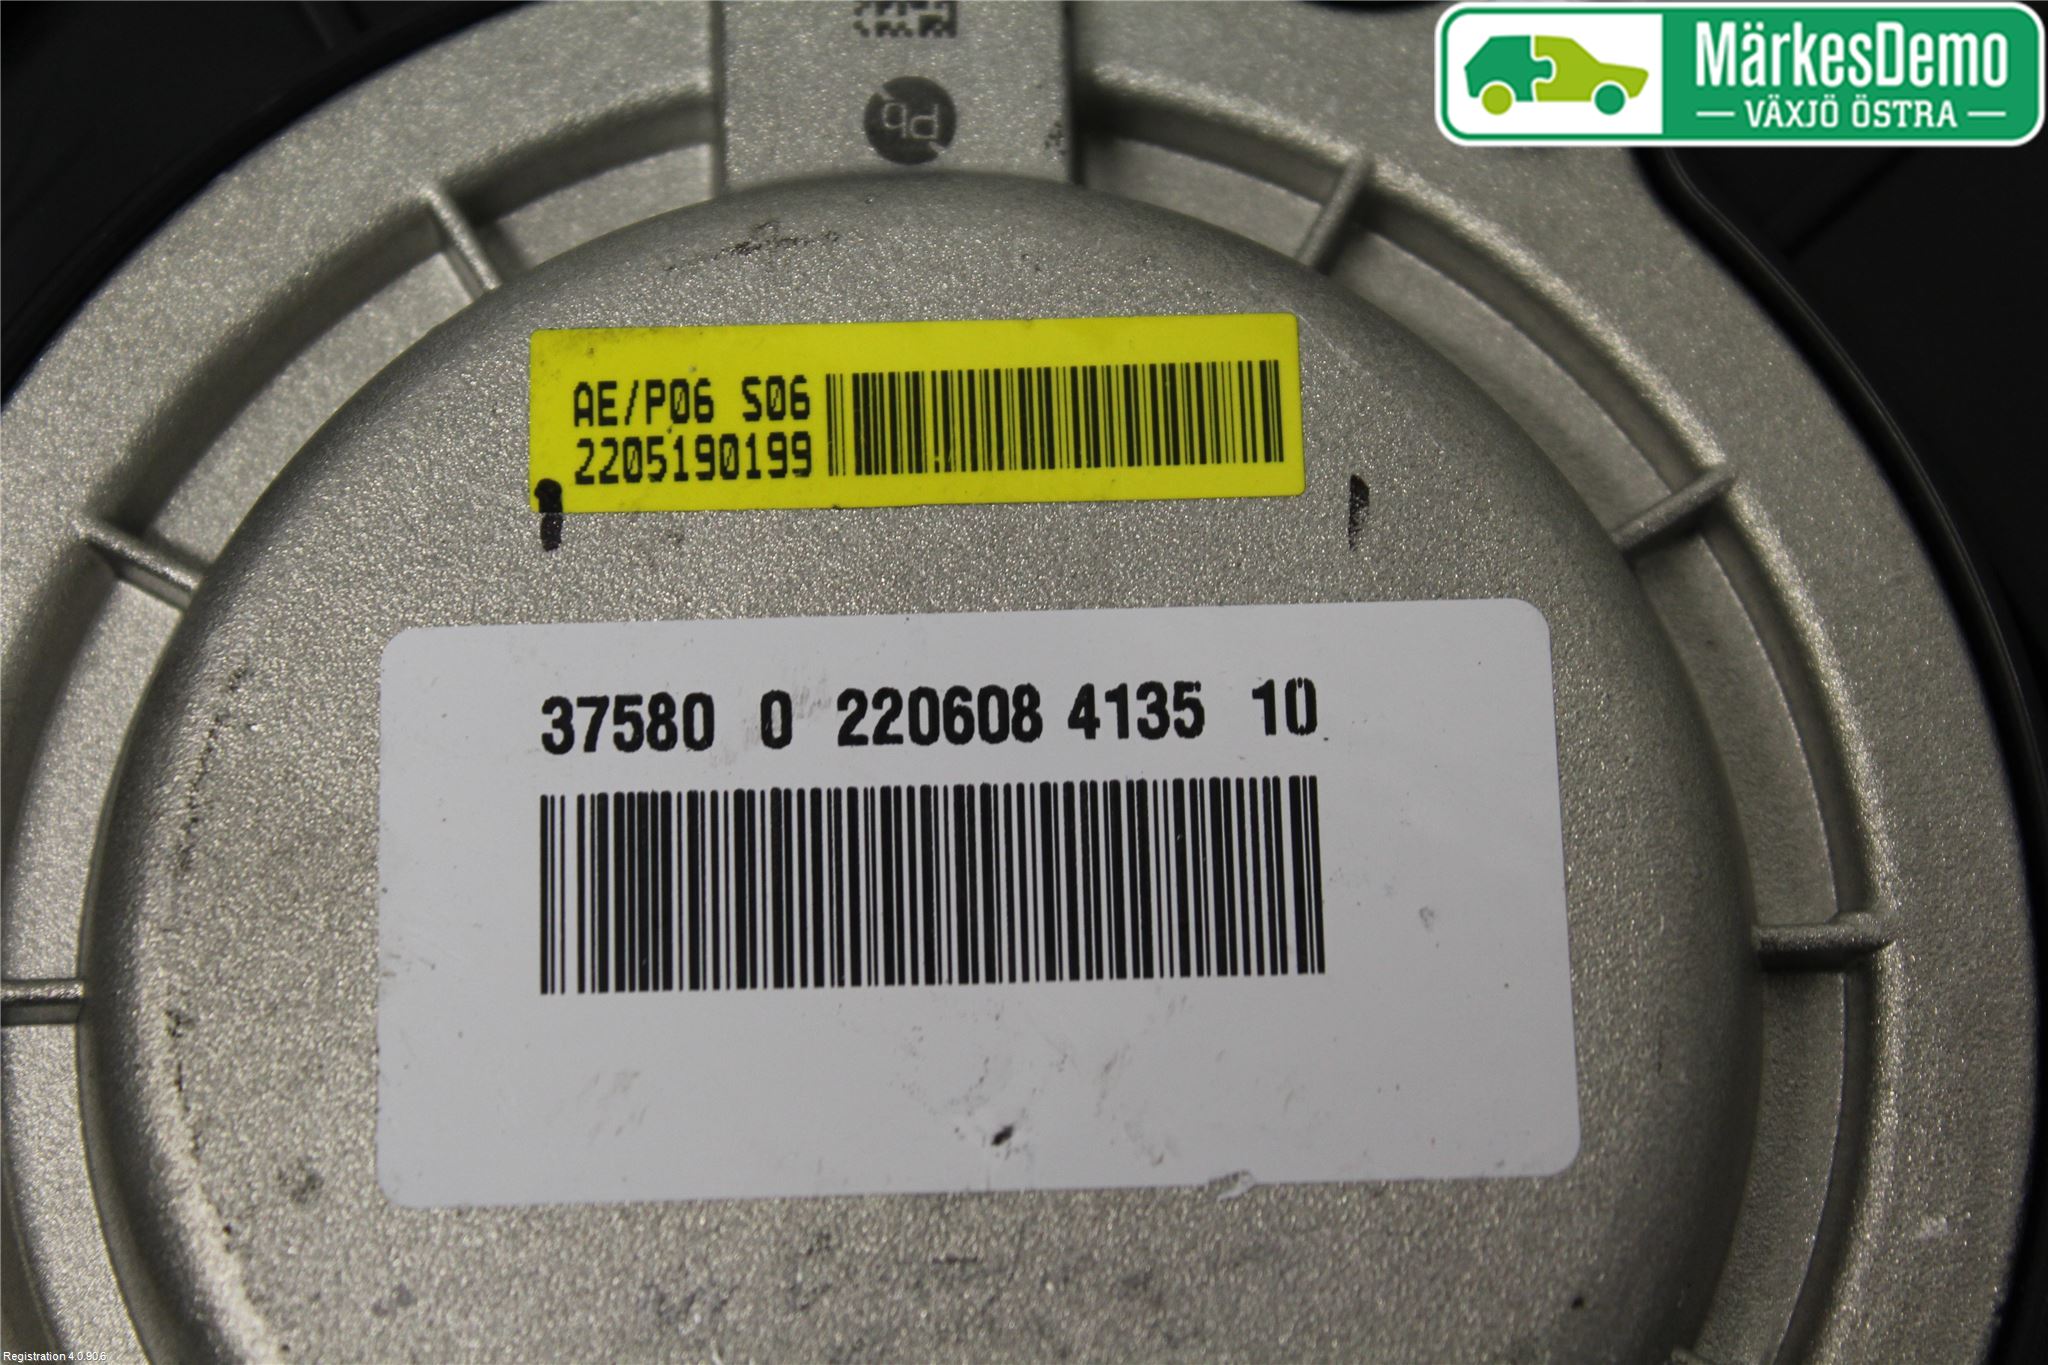 MärkesDemo
VÄXJÖ ÖSTRA
Pb
AE/P06 S06
2205190199
37580 0 220608 4135 10
Registration 4.0.90.6